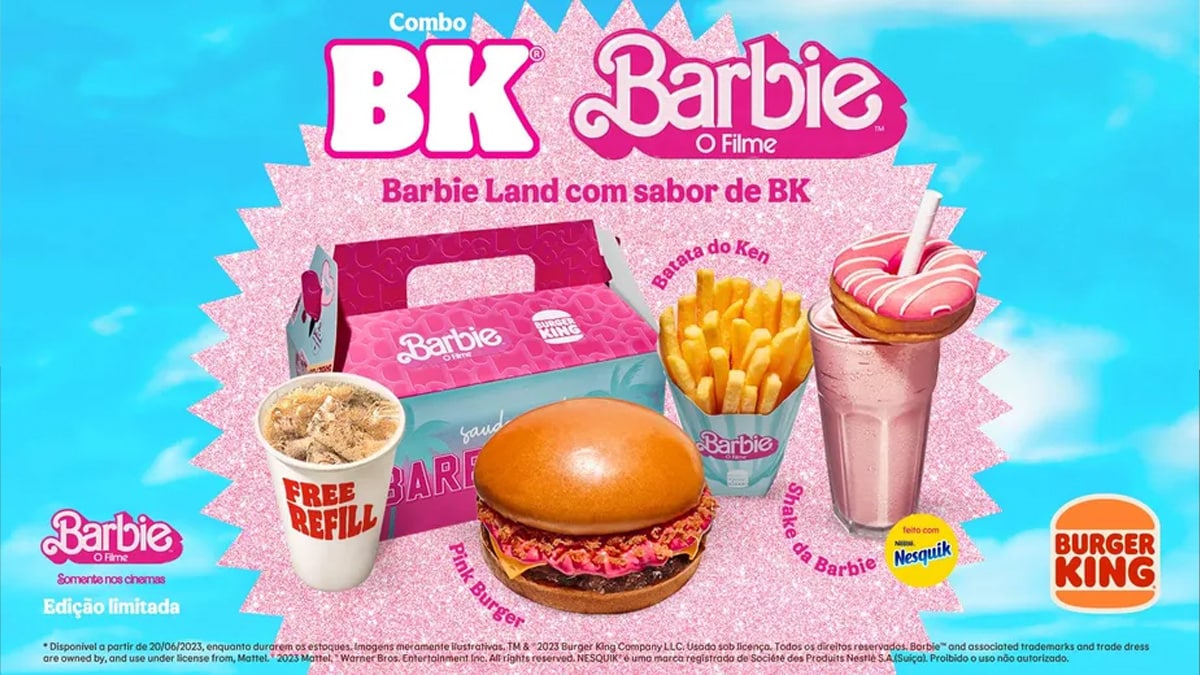 Combo
BK®
Barbie™
O Filme
Barbie Land com sabor de BK
Batata do Ken
Barbie
O Filme
BURGER
KING
FREE
REFILL
Barbie
O Filme
Pink Burger
Shake da Barbie
feito com
Nestlé
Nesquik
Barbie
O Filme
Somente nos cinemas
Edição limitada
BURGER
KING
* Disponível a partir de 20/06/2023, enquanto durarem os estoques. Imagens meramente ilustrativas. TM & ©2023 Burger King Company LLC. Usado sob licença. Todos os direitos reservados. Barbie™ and associated trademarks and trade dress
are owned by, and use under license from, Mattel. ©2023 Mattel. ©Warner Bros. Entertainment Inc. All rights reserved. NESQUIK® é uma marca registrada de Société des Produits Nestlé S.A.(Suíça). Proibido o uso não autorizado.